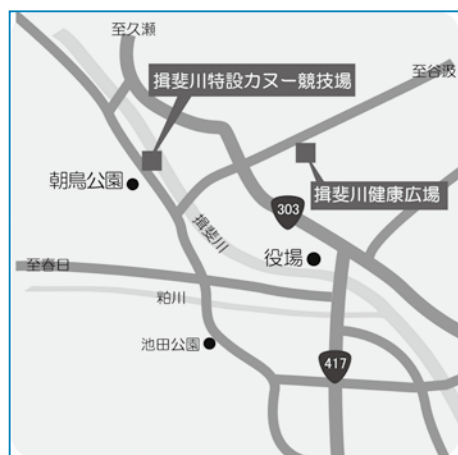 至久瀬
至谷汲
揖斐川特設カヌー競技場
朝鳥公園
揖斐川健康広場
303
揖斐川
役場
至春日
粕川
池田公園
417